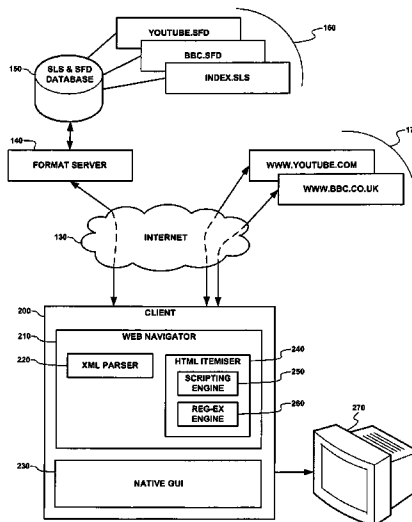 YOUTUBE.SFD
160
BBC.SFD
150
SLS & SFD
DATABASE
INDEX.SLS
140
FORMAT SERVER
WWW.YOUTUBE.COM
WWW.BBC.CO.UK
130
INTERNET
200
CLIENT
210
WEB NAVIGATOR
220
XML PARSER
HTML ITEMISER
240
SCRIPTING
ENGINE
250
REG-EX
ENGINE
260
270
230
NATIVE GUI